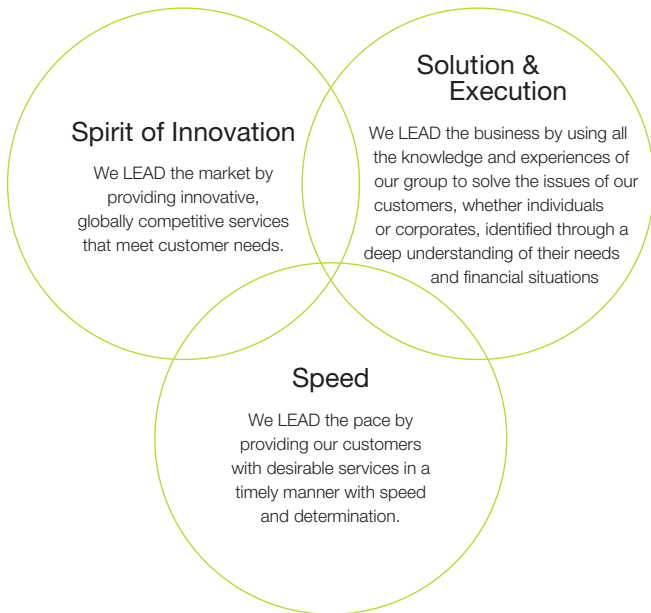 Spirit of Innovation
We LEAD the market by
providing innovative,
globally competitive services
that meet customer needs.
Solution &
Execution
We LEAD the business by using all
the knowledge and experiences of
our group to solve the issues of our
customers, whether individuals
or corporates, identified through a
deep understanding of their needs
and financial situations
Speed
We LEAD the pace by
providing our customers
with desirable services in a
timely manner with speed
and determination.